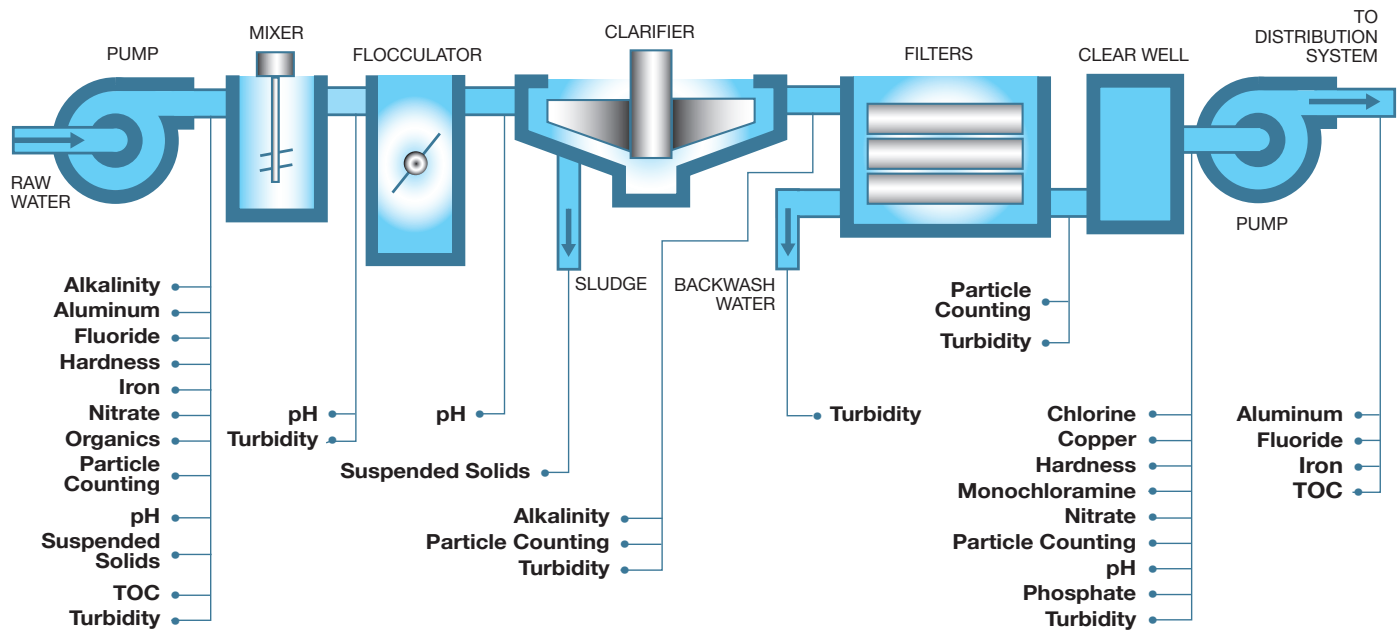 TO
DISTRIBUTION
SYSTEM
PUMP
MIXER
FLOCCULATOR
CLARIFIER
FILTERS
CLEAR WELL
RAW
WATER
PUMP
SLUDGE
BACKWASH
WATER
Alkalinity
Aluminum
Fluoride
Hardness
Iron
Nitrate
Organics
Particle
Counting
pH
Suspended
Solids
TOC
Turbidity
pH
Turbidity
pH
Suspended Solids
Alkalinity
Particle Counting
Turbidity
Turbidity
Particle
Counting
Turbidity
Chlorine
Copper
Hardness
Monochloramine
Nitrate
Particle Counting
pH
Phosphate
Turbidity
Aluminum
Fluoride
Iron
TOC